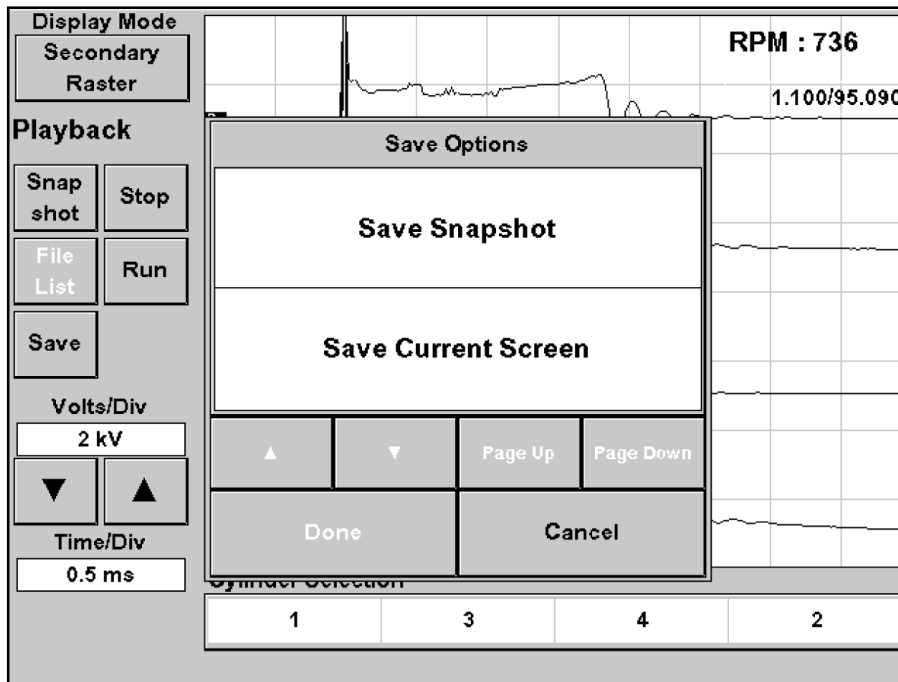 Display Mode
Secondary
Raster
RPM : 736
1.100/95.090
Playback
Snap
shot
Stop
File
List
Run
Save
Volts/Div
2 kV
▼
▲
Time/Div
0.5 ms
Save Options
Save Snapshot
Save Current Screen
▲
▼
Page Up
Page Down
Done
Cancel
Cylinder Selection
1
3
4
2